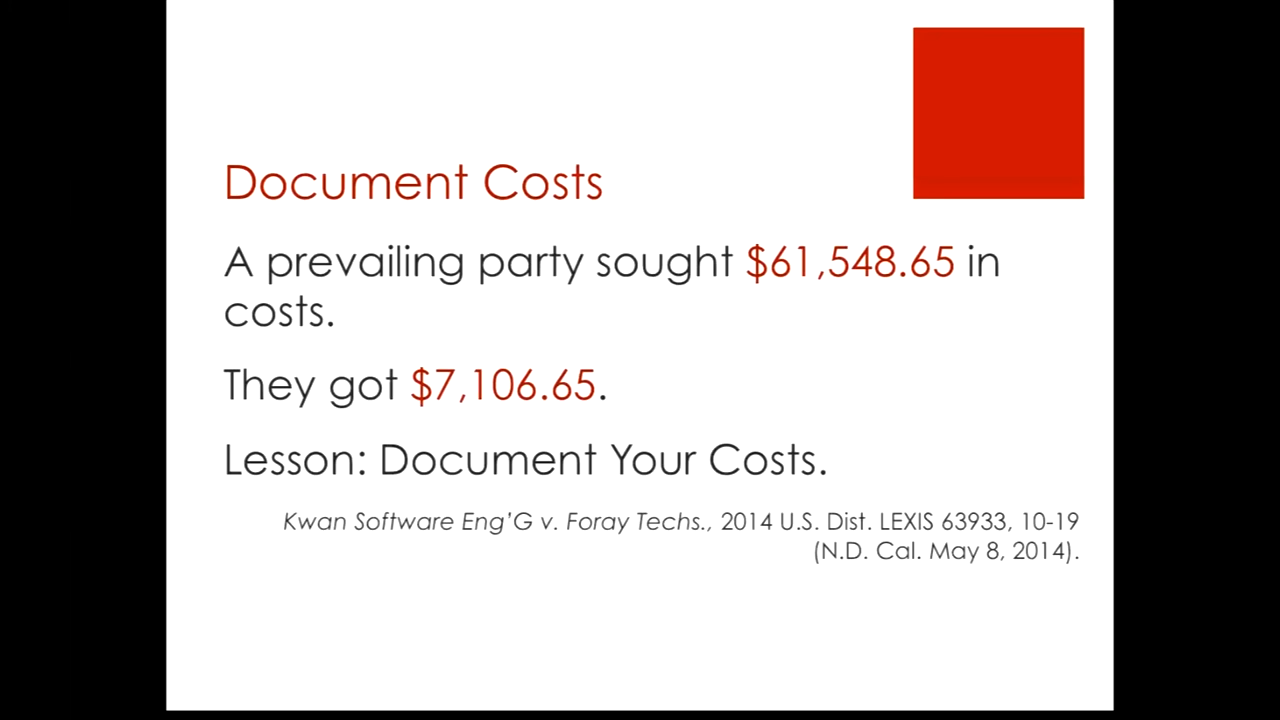 Document Costs
A prevailing party sought $61,548.65 in
costs.
They got $7,106.65.
Lesson: Document Your Costs.
Kwan Software Eng’G v. Foray Techs., 2014 U.S. Dist. LEXIS 63933, 10-19
(N.D. Cal. May 8, 2014).